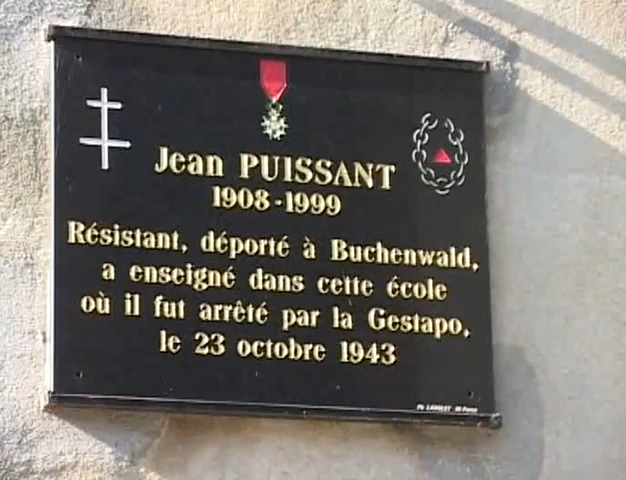 Jean PUISSANT
1908-1999
Résistant, déporté à Buchenwald,
a enseigné dans cette école
où il fut arrêté par la Gestapo,
le 23 octobre 1943